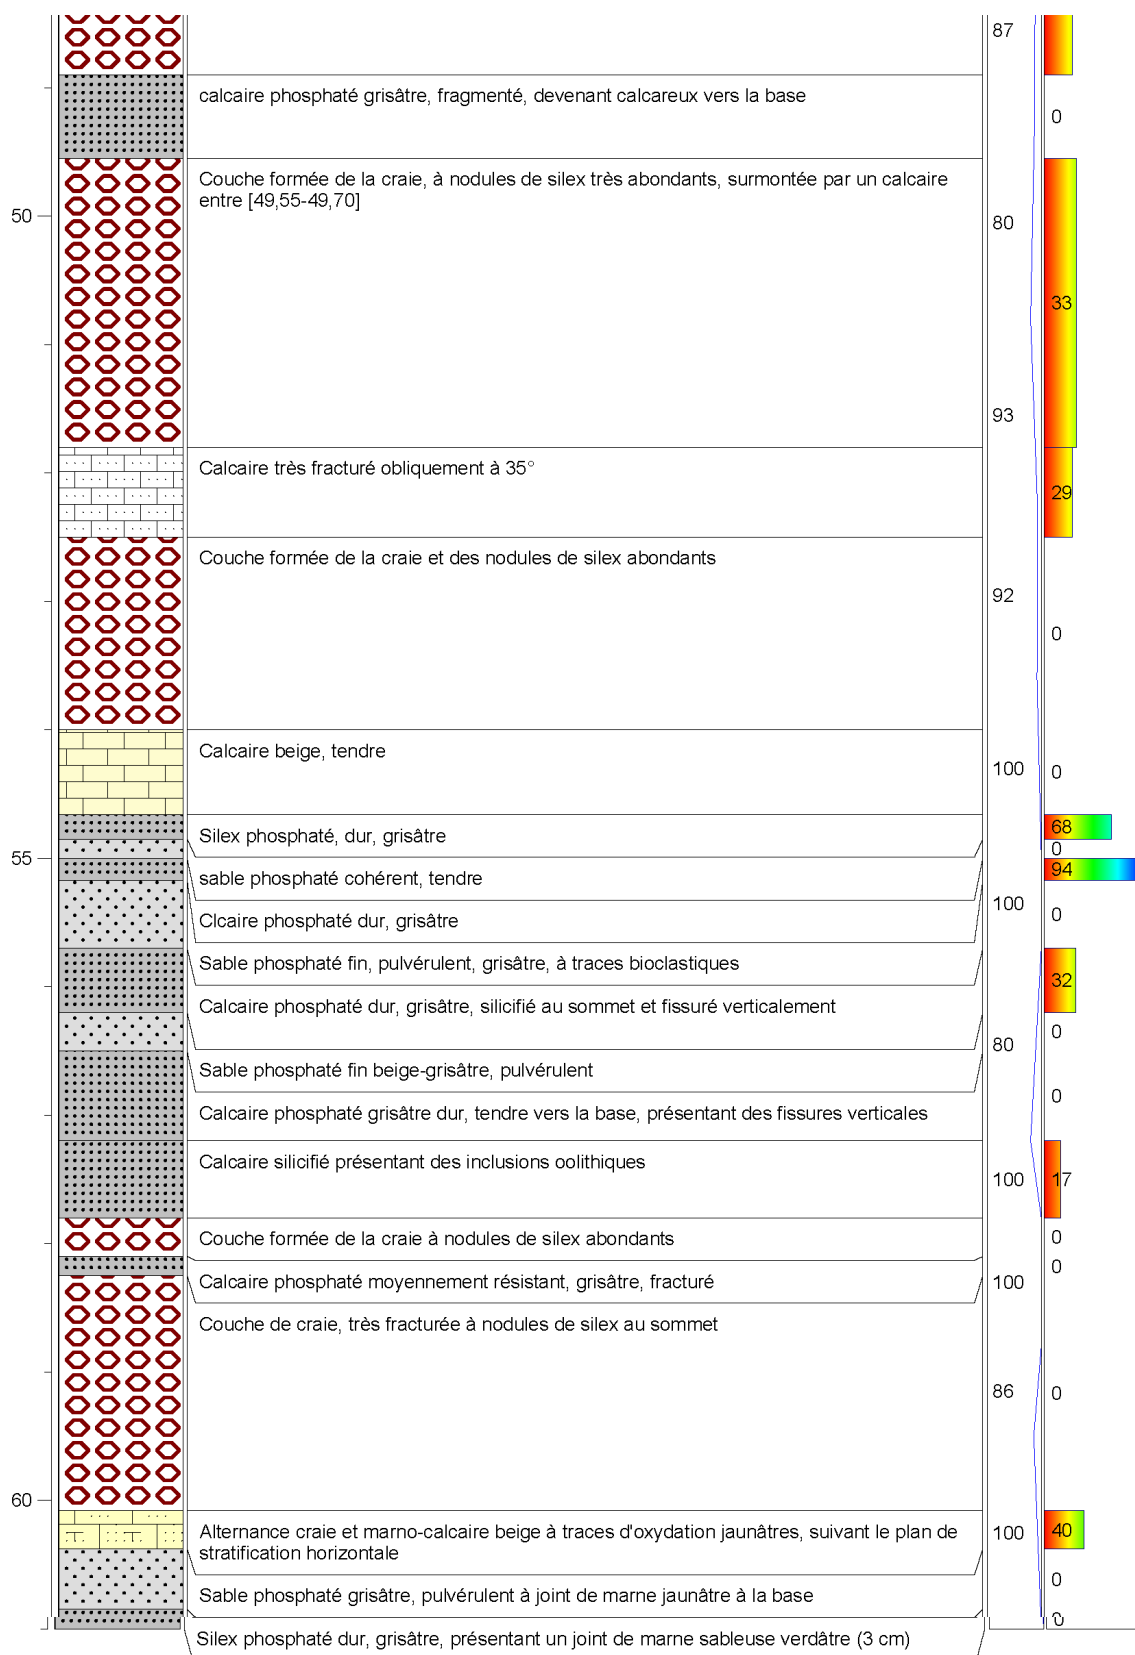 87
calcaire phosphaté grisâtre, fragmenté, devenant calcareux vers la base
0
Couche formée de la craie, à nodules de silex très abondants, surmontée par un calcaire
entre [49,55-49,70]
50
80
33
93
Calcaire très fracturé obliquement à 35°
29
Couche formée de la craie et des nodules de silex abondants
92
0
Calcaire beige, tendre
100
0
Silex phosphaté, dur, grisâtre
68
0
55
sable phosphaté cohérent, tendre
94
100
Clcaire phosphaté dur, grisâtre
0
Sable phosphaté fin, pulvérulent, grisâtre, à traces bioclastiques
32
Calcaire phosphaté dur, grisâtre, silicifié au sommet et fissuré verticalement
0
80
Sable phosphaté fin beige-grisâtre, pulvérulent
0
Calcaire phosphaté grisâtre dur, tendre vers la base, présentant des fissures verticales
Calcaire silicifié présentant des inclusions oolithiques
100
17
Couche formée de la craie à nodules de silex abondants
0
0
Calcaire phosphaté moyennement résistant, grisâtre, fracturé
100
Couche de craie, très fracturée à nodules de silex au sommet
86
0
60
Alternance craie et marno-calcaire beige à traces d'oxydation jaunâtres, suivant le plan de
stratification horizontale
100
40
0
Sable phosphaté grisâtre, pulvérulent à joint de marne jaunâtre à la base
Silex phosphaté dur, grisâtre, présentant un joint de marne sableuse verdâtre (3 cm)